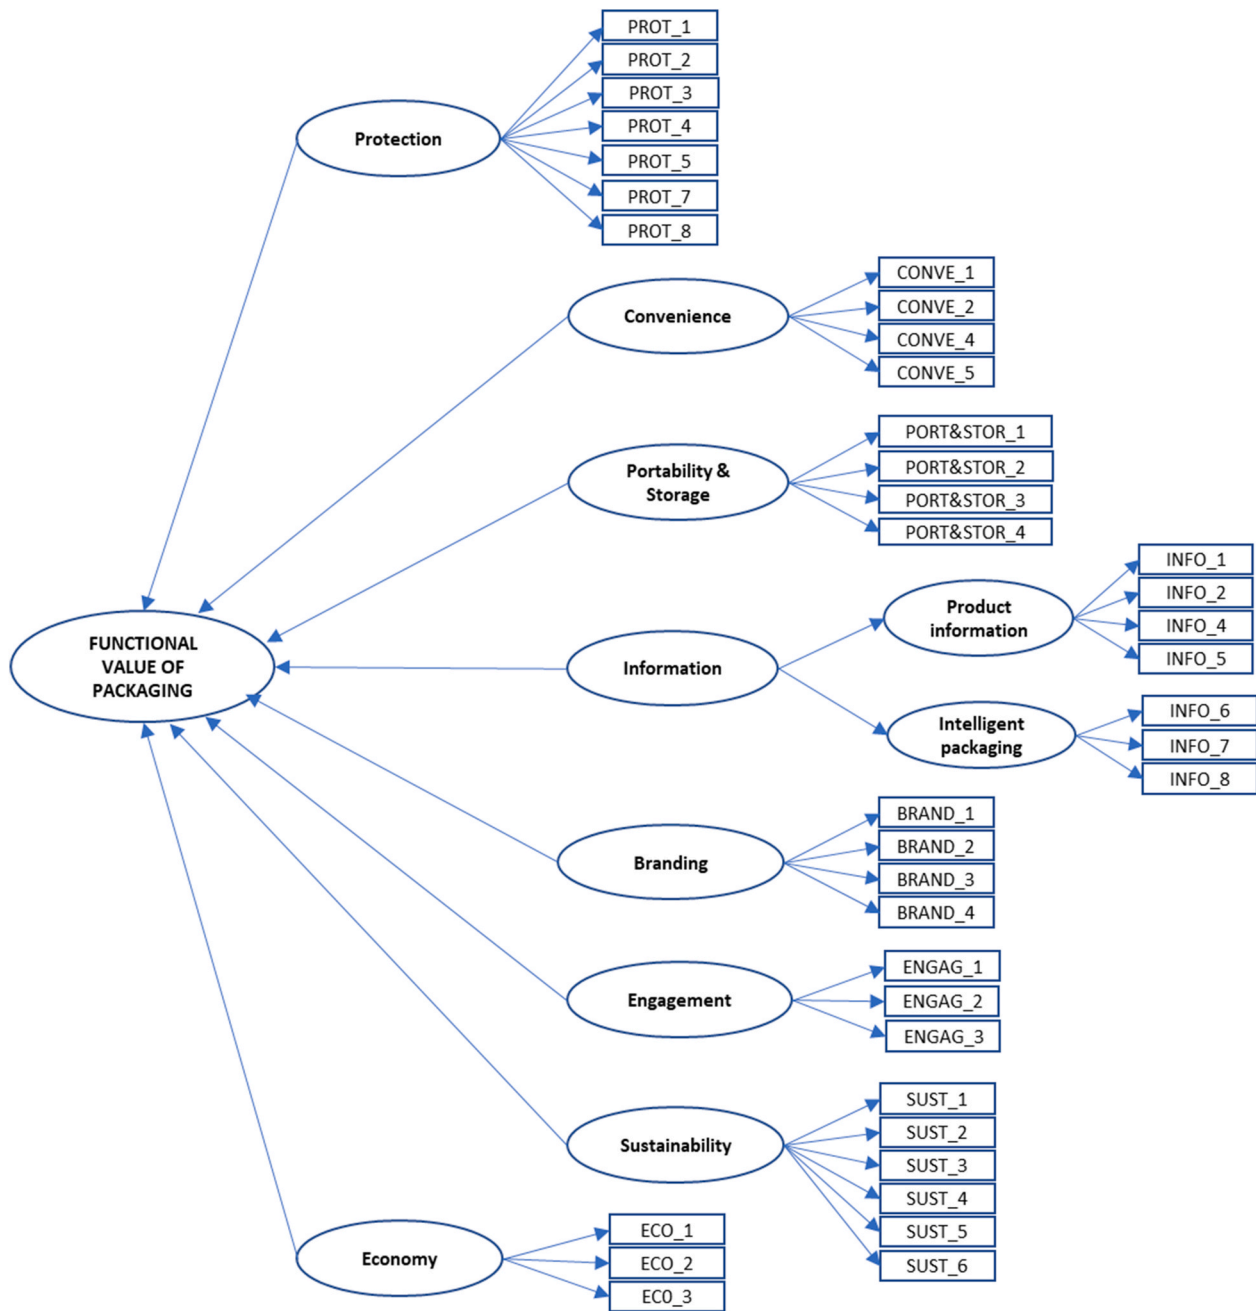 PROT_1
PROT_2
PROT_3
PROT_4
PROT_5
PROT_7
PROT_8
Protection
CONVE_1
CONVE_2
CONVE_4
CONVE_5
Convenience
PORT&STOR_1
PORT&STOR_2
PORT&STOR_3
PORT&STOR_4
Portability &
Storage
INFO_1
INFO_2
INFO_4
INFO_5
Product
information
FUNCTIONAL
VALUE OF
PACKAGING
Information
INFO_6
INFO_7
INFO_8
Intelligent
packaging
BRAND_1
BRAND_2
BRAND_3
BRAND_4
Branding
ENGAG_1
ENGAG_2
ENGAG_3
Engagement
SUST_1
SUST_2
SUST_3
SUST_4
SUST_5
SUST_6
Sustainability
ECO_1
ECO_2
EC0_3
Economy